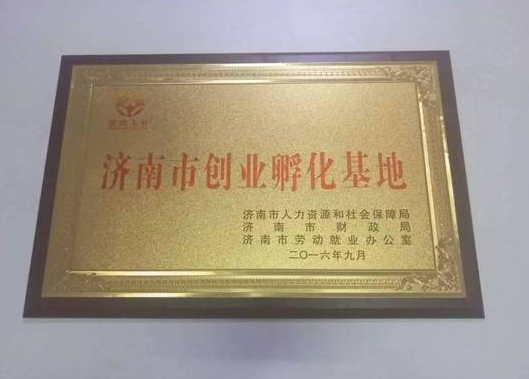 济南市创业孵化基地
济南市人力资源和社会保障局
济南市财政局
济南市劳动就业办公室
二〇一六年九月